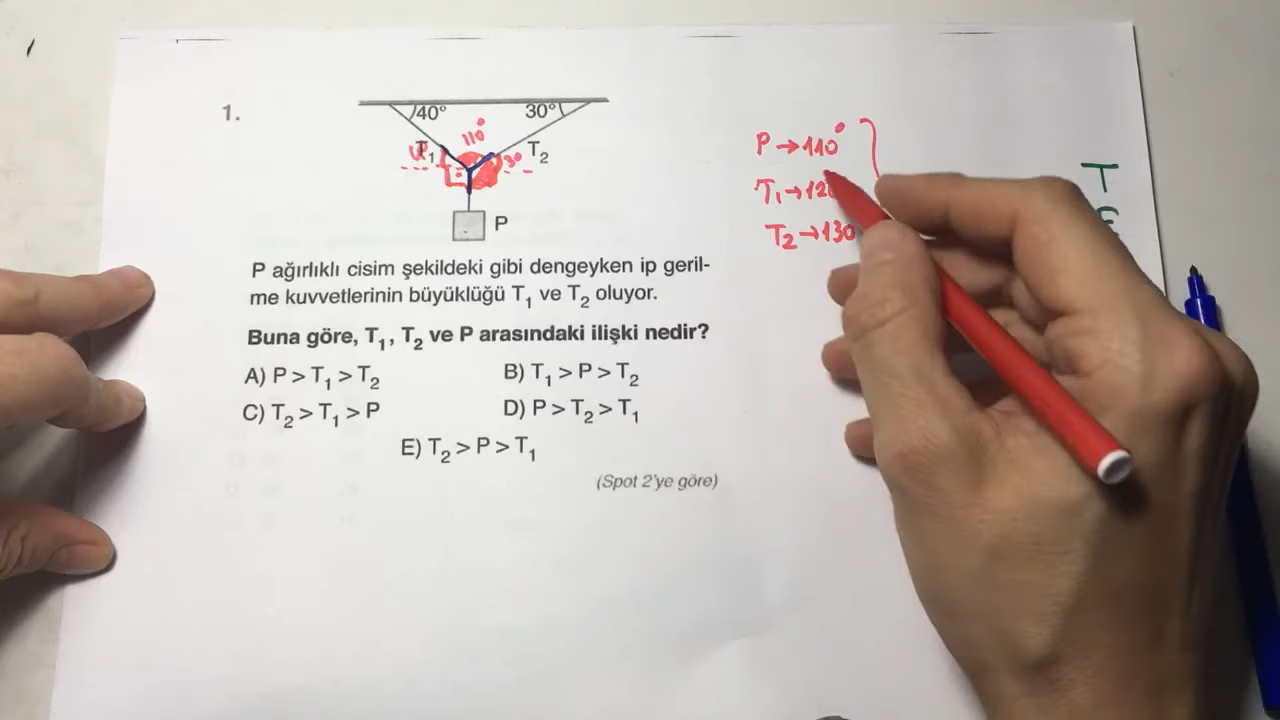 1.
40° 30°
110°
T1 T2
30
P
P ağırlıklı cisim şekildeki gibi dengeyken ip geril-
me kuvvetlerinin büyüklüğü T1 ve T2 oluyor.
Buna göre, T1, T2 ve P arasındaki ilişki nedir?
A) P > T1 > T2 B) T1 > P > T2
C) T2 > T1 > P D) P > T2 > T1
E) T2 > P > T1
(Spot 2'ye göre)
P → 110°
T1 → 12
T2 → 130
T